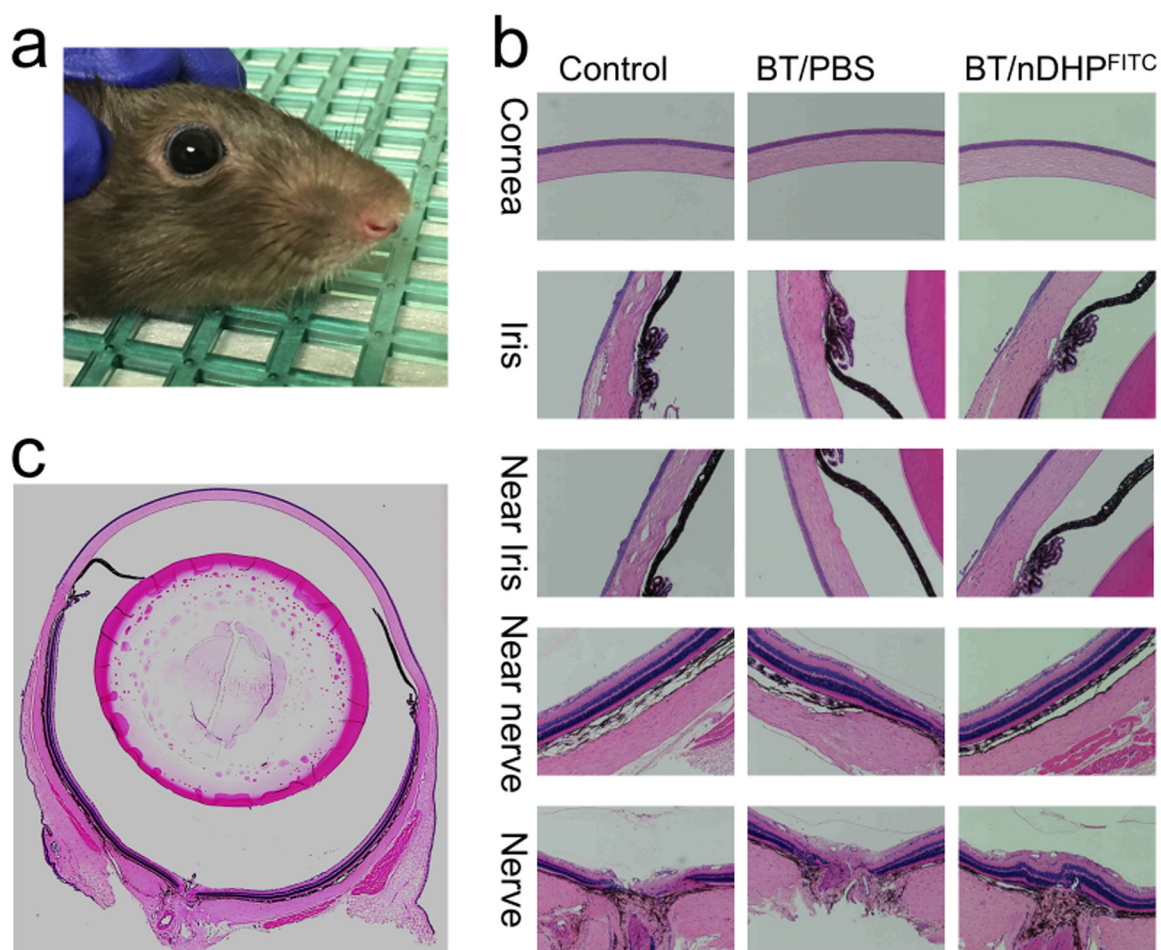 a
b
Control
BT/PBS
BT/nDHPFITC
Cornea
Iris
Near Iris
Near nerve
Nerve
c